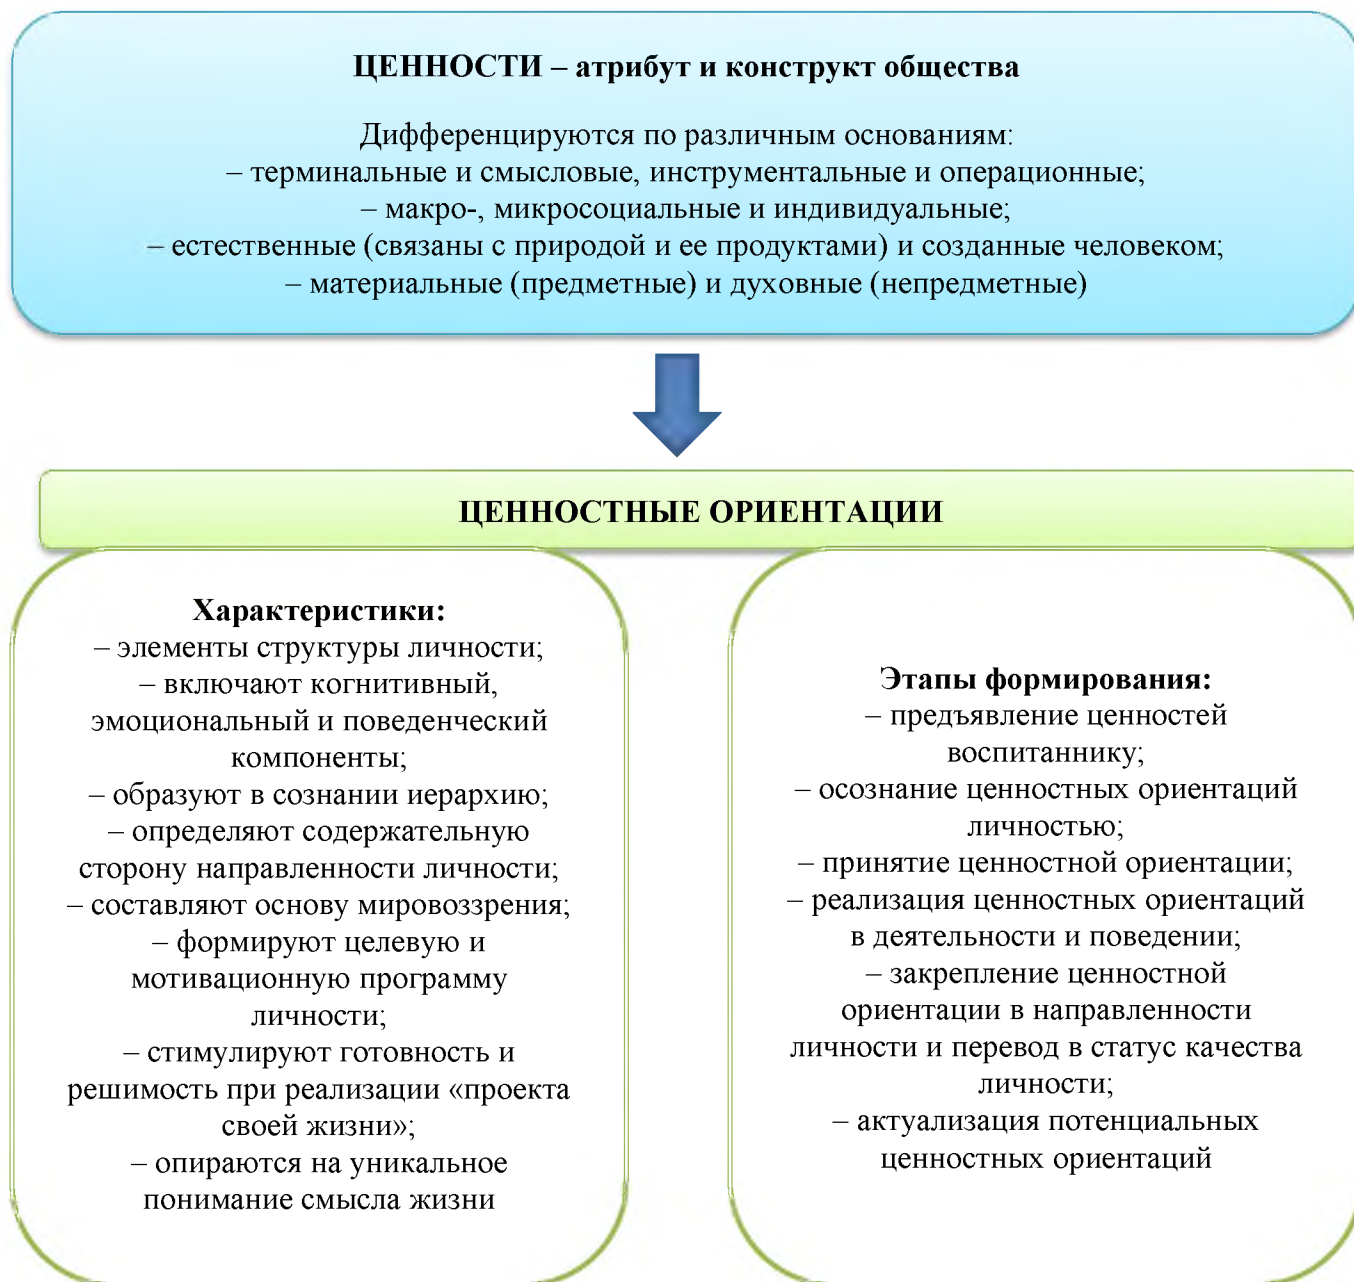 ЦЕННОСТИ – атрибут и конструкт общества
Дифференцируются по различным основаниям:
– терминальные и смысловые, инструментальные и операционные;
– макро-, микросоциальные и индивидуальные;
– естественные (связаны с природой и ее продуктами) и созданные человеком;
– материальные (предметные) и духовные (непредметные)
ЦЕННОСТНЫЕ ОРИЕНТАЦИИ
Характеристики:
– элементы структуры личности;
– включают когнитивный,
эмоциональный и поведенческий
компоненты;
– образуют в сознании иерархию;
– определяют содержательную
сторону направленности личности;
– составляют основу мировоззрения;
– формируют целевую и
мотивационную программу
личности;
– стимулируют готовность и
решимость при реализации «проекта
своей жизни»;
– опираются на уникальное
понимание смысла жизни
Этапы формирования:
– предъявление ценностей
воспитаннику;
– осознание ценностных ориентаций
личностью;
– принятие ценностной ориентации;
– реализация ценностных ориентаций
в деятельности и поведении;
– закрепление ценностной
ориентации в направленности
личности и перевод в статус качества
личности;
– актуализация потенциальных
ценностных ориентаций